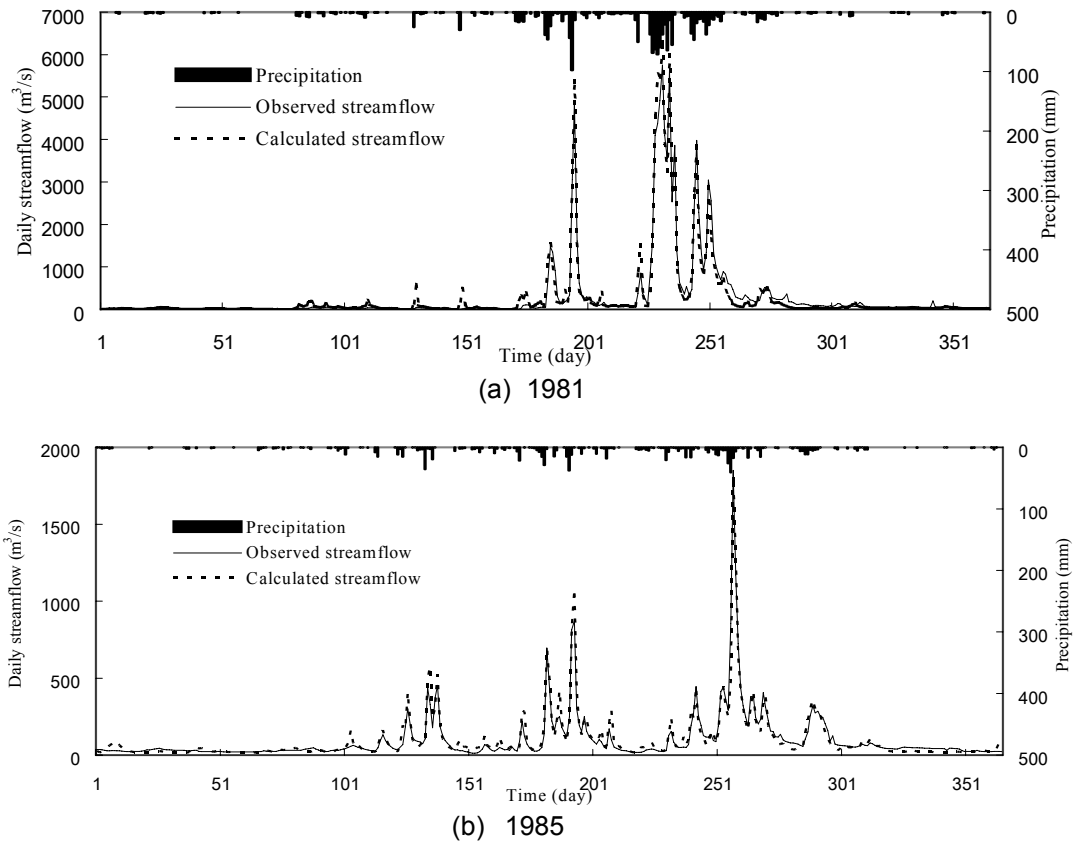 0
7000
6000
5000
4000
3000
2000
1000
0
Daily streamflow (m³/s)
Precipitation
Observed streamflow
Calculated streamflow
0
100
200
300
400
500
Precipitation (mm)
1 51 101 151 201 251 301 351
Time (day)
(a) 1981
2000
1500
1000
500
0
Daily streamflow (m³/s)
Precipitation
Observed streamflow
Calculated streamflow
0
100
200
300
400
500
Precipitation (mm)
1 51 101 151 201 251 301 351
Time (day)
(b) 1985